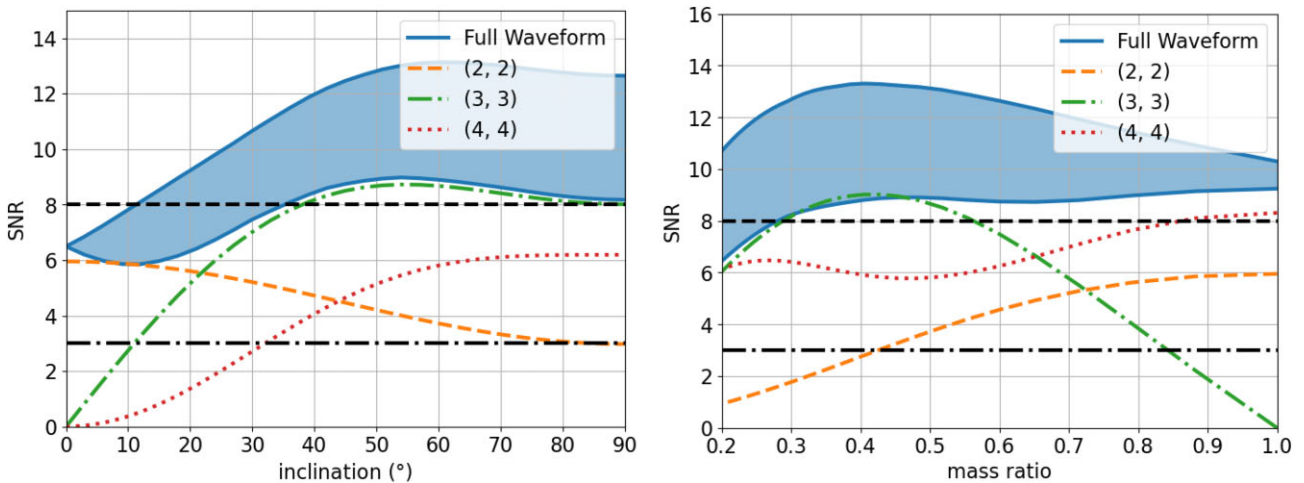 14
12
10
8
6
4
2
0
SNR
Full Waveform
(2, 2)
(3, 3)
(4, 4)
0 10 20 30 40 50 60 70 80 90
inclination (°)
16
14
12
10
8
6
4
2
0
SNR
Full Waveform
(2, 2)
(3, 3)
(4, 4)
0.2 0.3 0.4 0.5 0.6 0.7 0.8 0.9 1.0
mass ratio